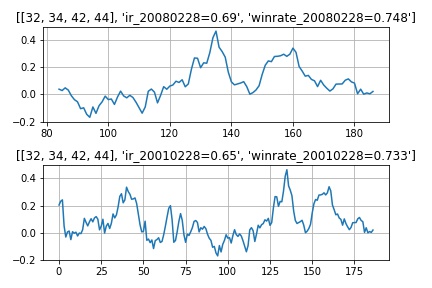 [[32, 34, 42, 44], 'ir_20080228=0.69', 'winrate_20080228=0.748']
0.4
0.2
0.0
−0.2
80 100 120 140 160 180
[[32, 34, 42, 44], 'ir_20010228=0.65', 'winrate_20010228=0.733']
0.4
0.2
0.0
−0.2
0 25 50 75 100 125 150 175